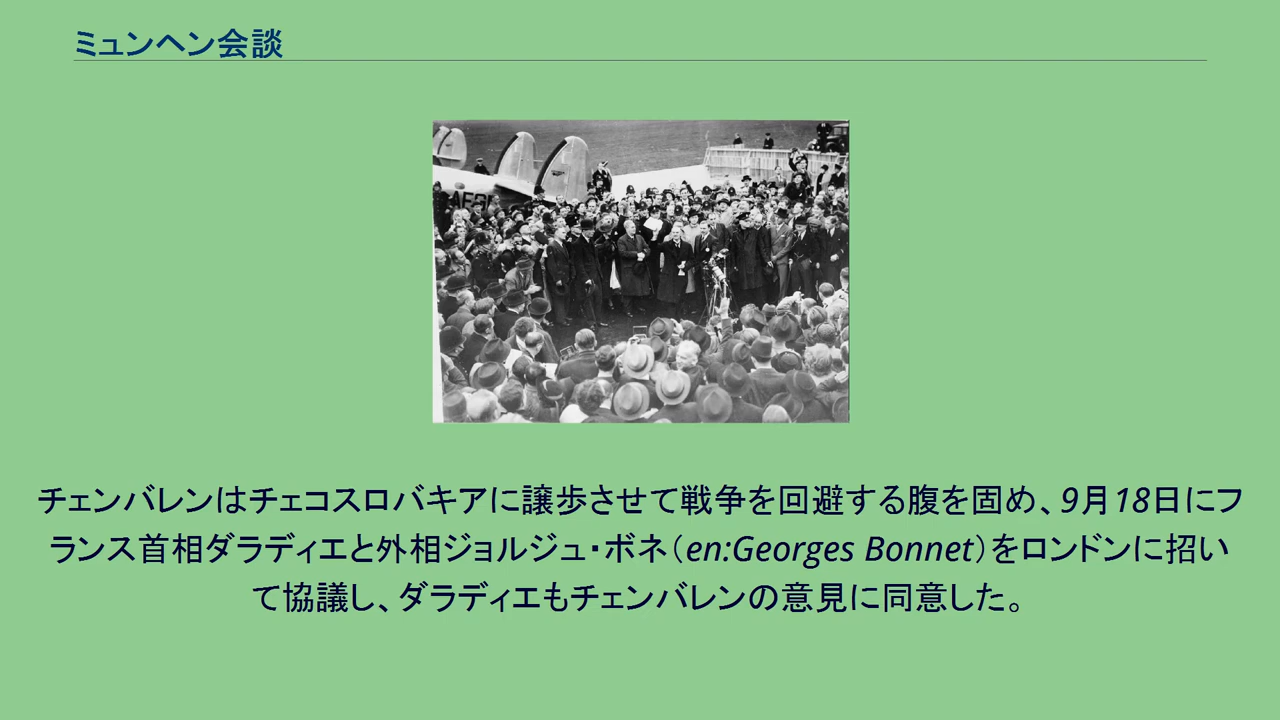 ミュンヘン会談
チェンバレンはチェコスロバキアに譲歩させて戦争を回避する腹を固め、9月18日にフ
ランス首相ダラディエと外相ジョルジュ・ボネ（en:Georges Bonnet）をロンドンに招い
て協議し、ダラディエもチェンバレンの意見に同意した。